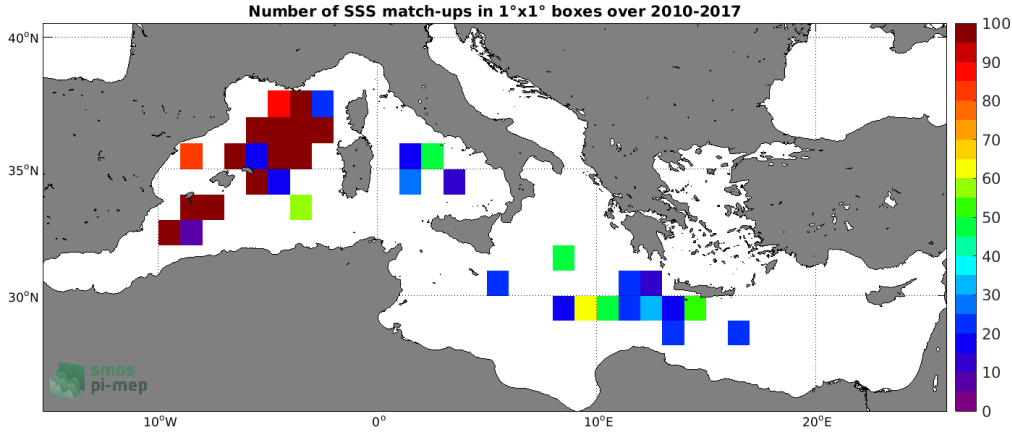 Number of SSS match-ups in 1°x1° boxes over 2010-2017
40°N
35°N
30°N
10°W
0°
10°E
20°E
100
90
80
70
60
50
40
30
20
10
0
smos
pi-mep